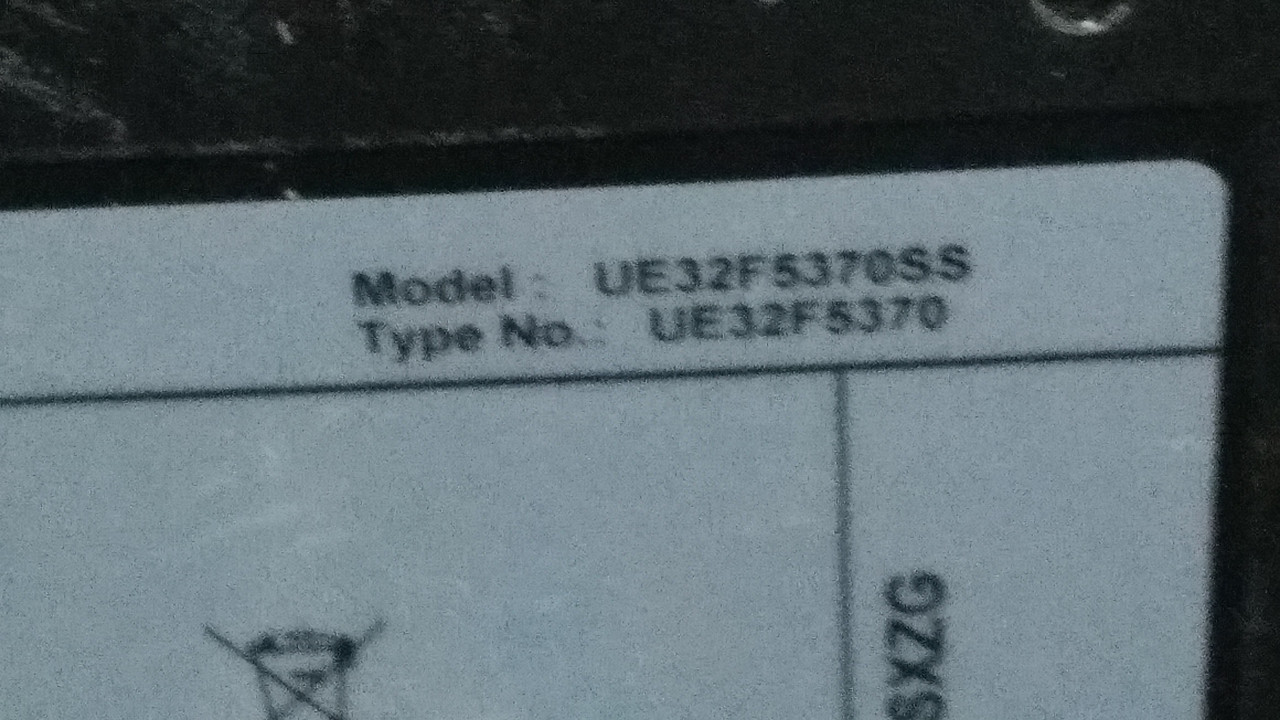 Model : UE32F5370SS
Type No.: UE32F5370
SXZG